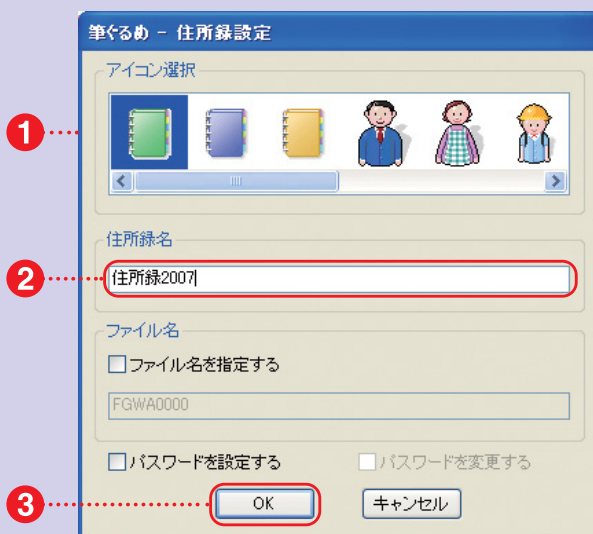 筆ぐるめ - 住所録設定
アイコン選択
1
住所録名
2
住所録2007
ファイル名
ファイル名を指定する
FGWA0000
パスワードを設定する
パスワードを変更する
3
OK
キャンセル